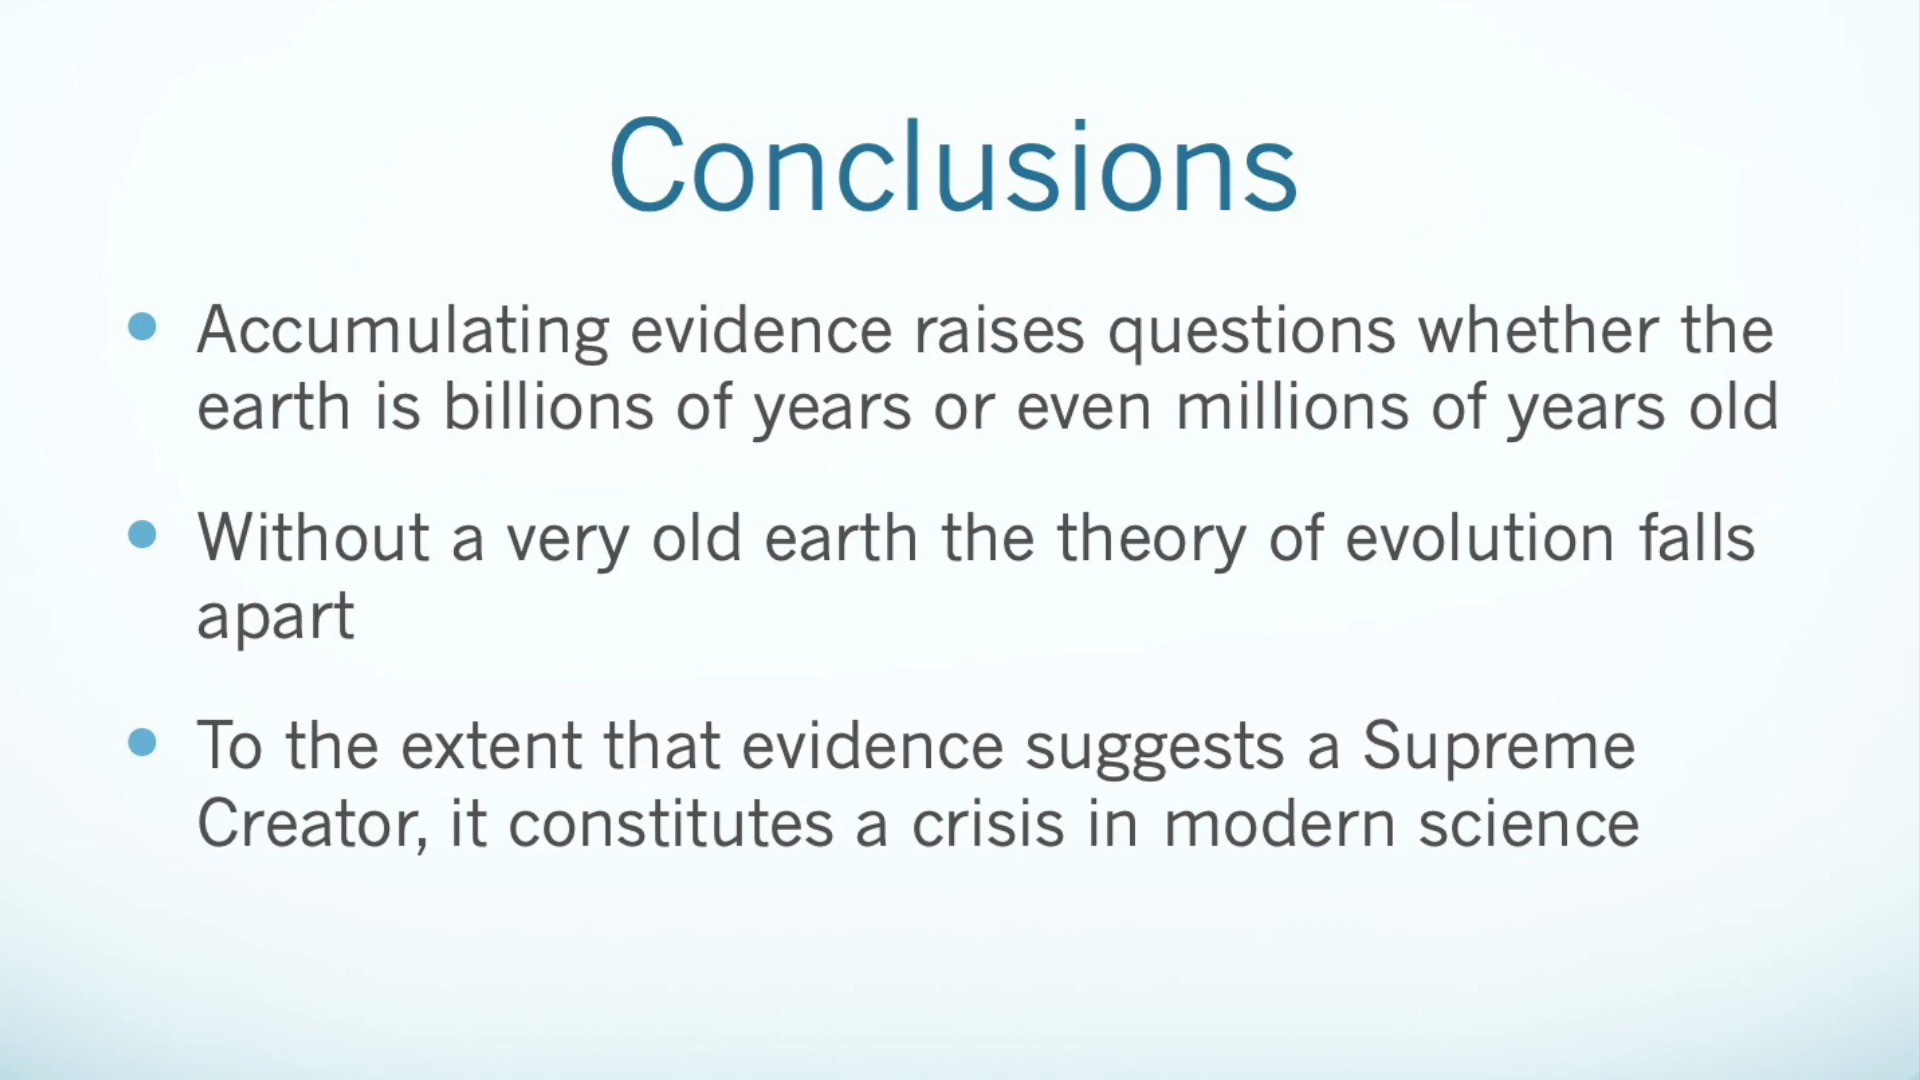 Conclusions
Accumulating evidence raises questions whether the
earth is billions of years or even millions of years old
Without a very old earth the theory of evolution falls
apart
To the extent that evidence suggests a Supreme
Creator, it constitutes a crisis in modern science